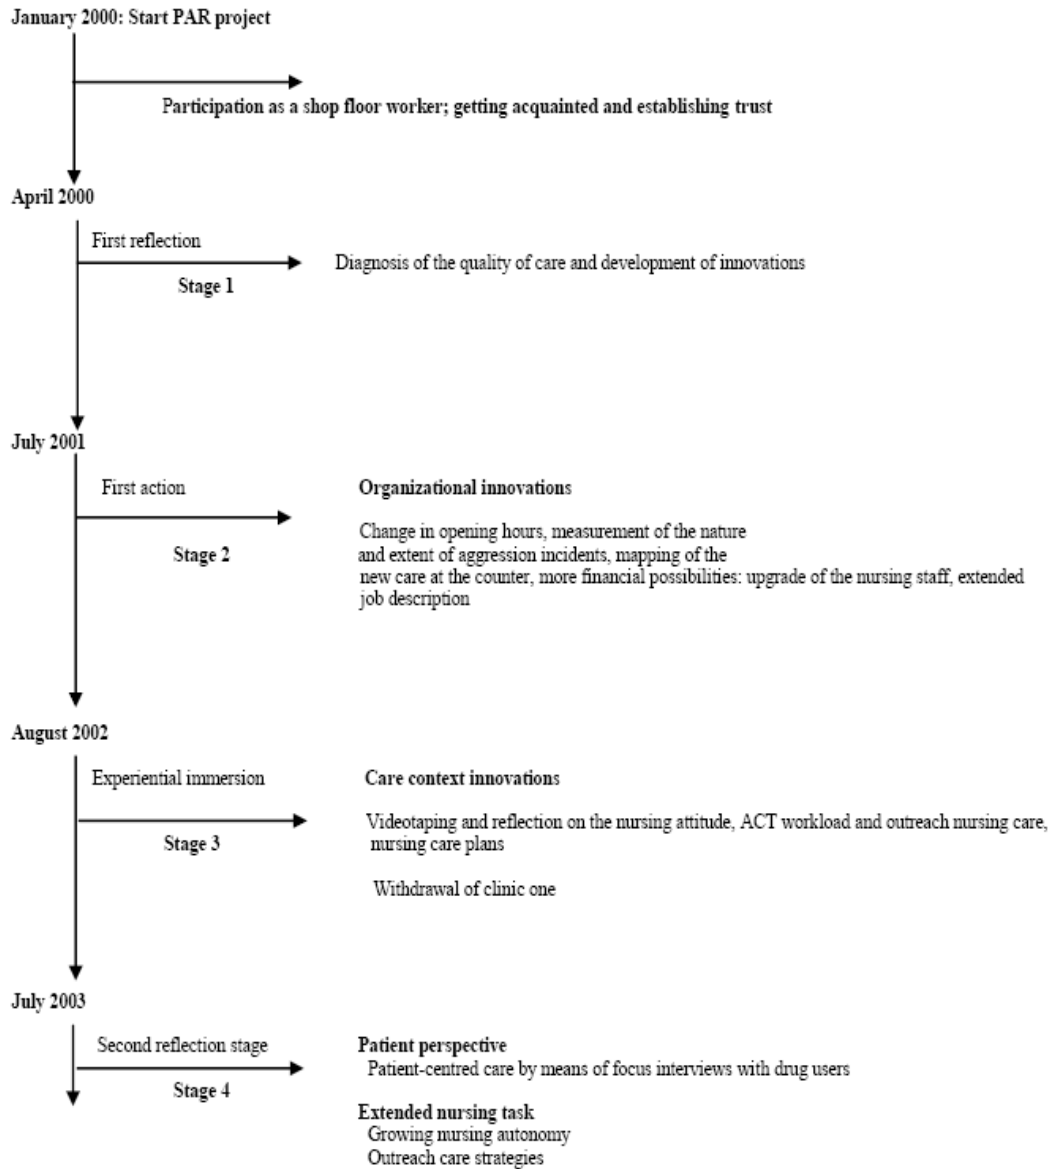 January 2000: Start PAR project
Participation as a shop floor worker; getting acquainted and establishing trust
April 2000
First reflection
Diagnosis of the quality of care and development of innovations
Stage 1
July 2001
First action
Organizational innovations
Change in opening hours, measurement of the nature
Stage 2
and extent of aggression incidents, mapping of the
new care at the counter, more financial possibilities: upgrade of the nursing staff, extended
job description
August 2002
Experiential immersion
Care context innovations
Videotaping and reflection on the nursing attitude, ACT workload and outreach nursing care,
Stage 3
nursing care plans
Withdrawal of clinic one
July 2003
Second reflection stage
Patient perspective
Patient-centred care by means of focus interviews with drug users
Stage 4
Extended nursing task
Growing nursing autonomy
Outreach care strategies